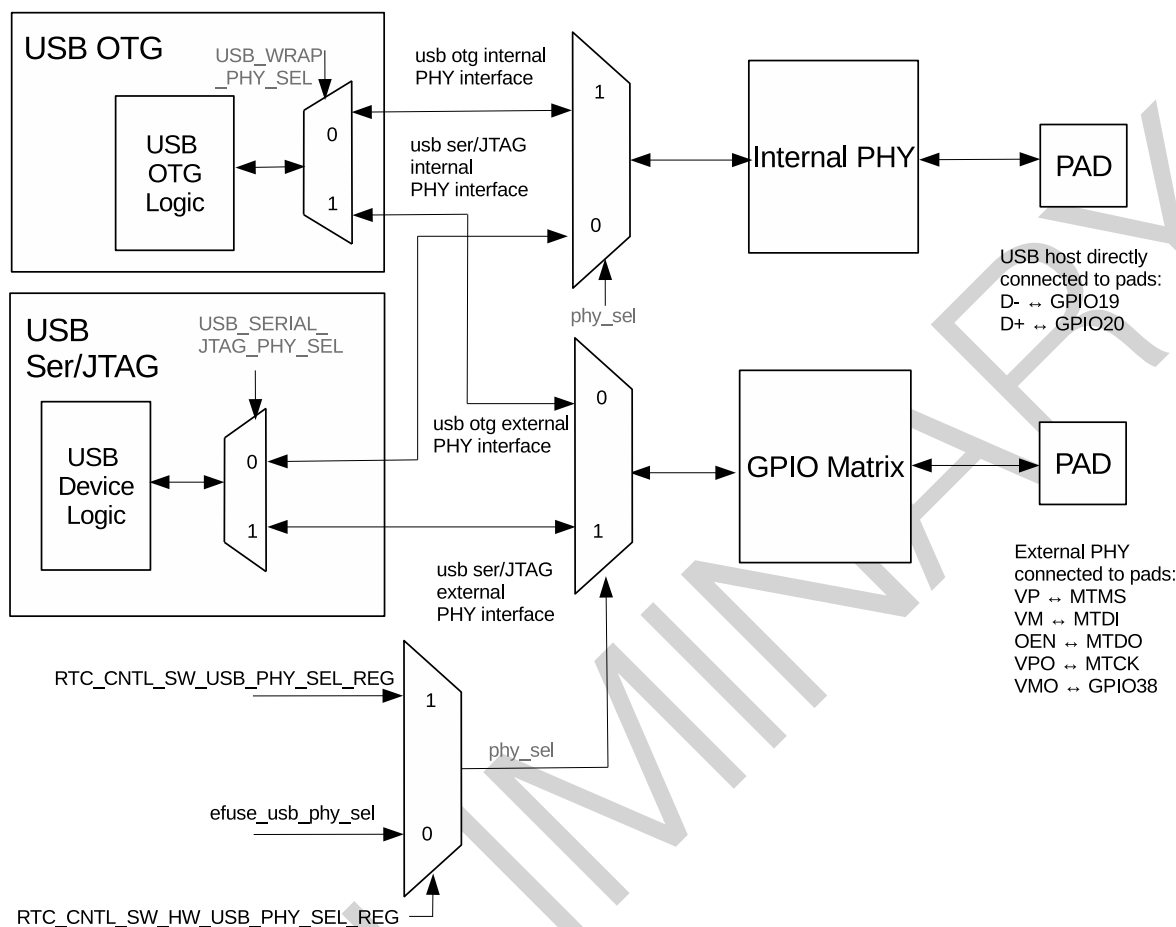 USB OTG
USB_WRAP
_PHY_SEL
USB
OTG
Logic
0
1
usb otg internal
PHY interface
usb ser/JTAG
internal
PHY interface
1
0
phy_sel
Internal PHY
PAD
USB host directly
connected to pads:
D- ↔ GPIO19
D+ ↔ GPIO20
USB
Ser/JTAG
USB_SERIAL_
JTAG_PHY_SEL
USB
Device
Logic
0
1
usb otg external
PHY interface
usb ser/JTAG
external
PHY interface
0
1
GPIO Matrix
PAD
External PHY
connected to pads:
VP ↔ MTMS
VM ↔ MTDI
OEN ↔ MTDO
VPO ↔ MTCK
VMO ↔ GPIO38
RTC_CNTL_SW_USB_PHY_SEL_REG
1
phy_sel
efuse_usb_phy_sel
0
RTC_CNTL_SW_HW_USB_PHY_SEL_REG
MINARY